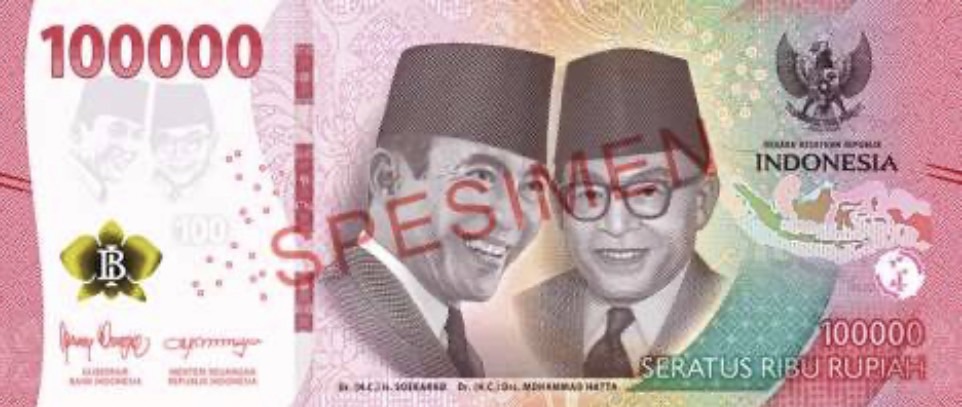 100000
100
SPESIMEN
BI
GUBERNUR
BANK INDONESIA
MENTERI KEUANGAN
REPUBLIK INDONESIA
Dr. (H.C.) Ir. SOEKARNO Dr. (H.C.) Drs. MOHAMMAD HATTA
NEGARA KESATUAN REPUBLIK
INDONESIA
100000
SERATUS RIBU RUPIAH